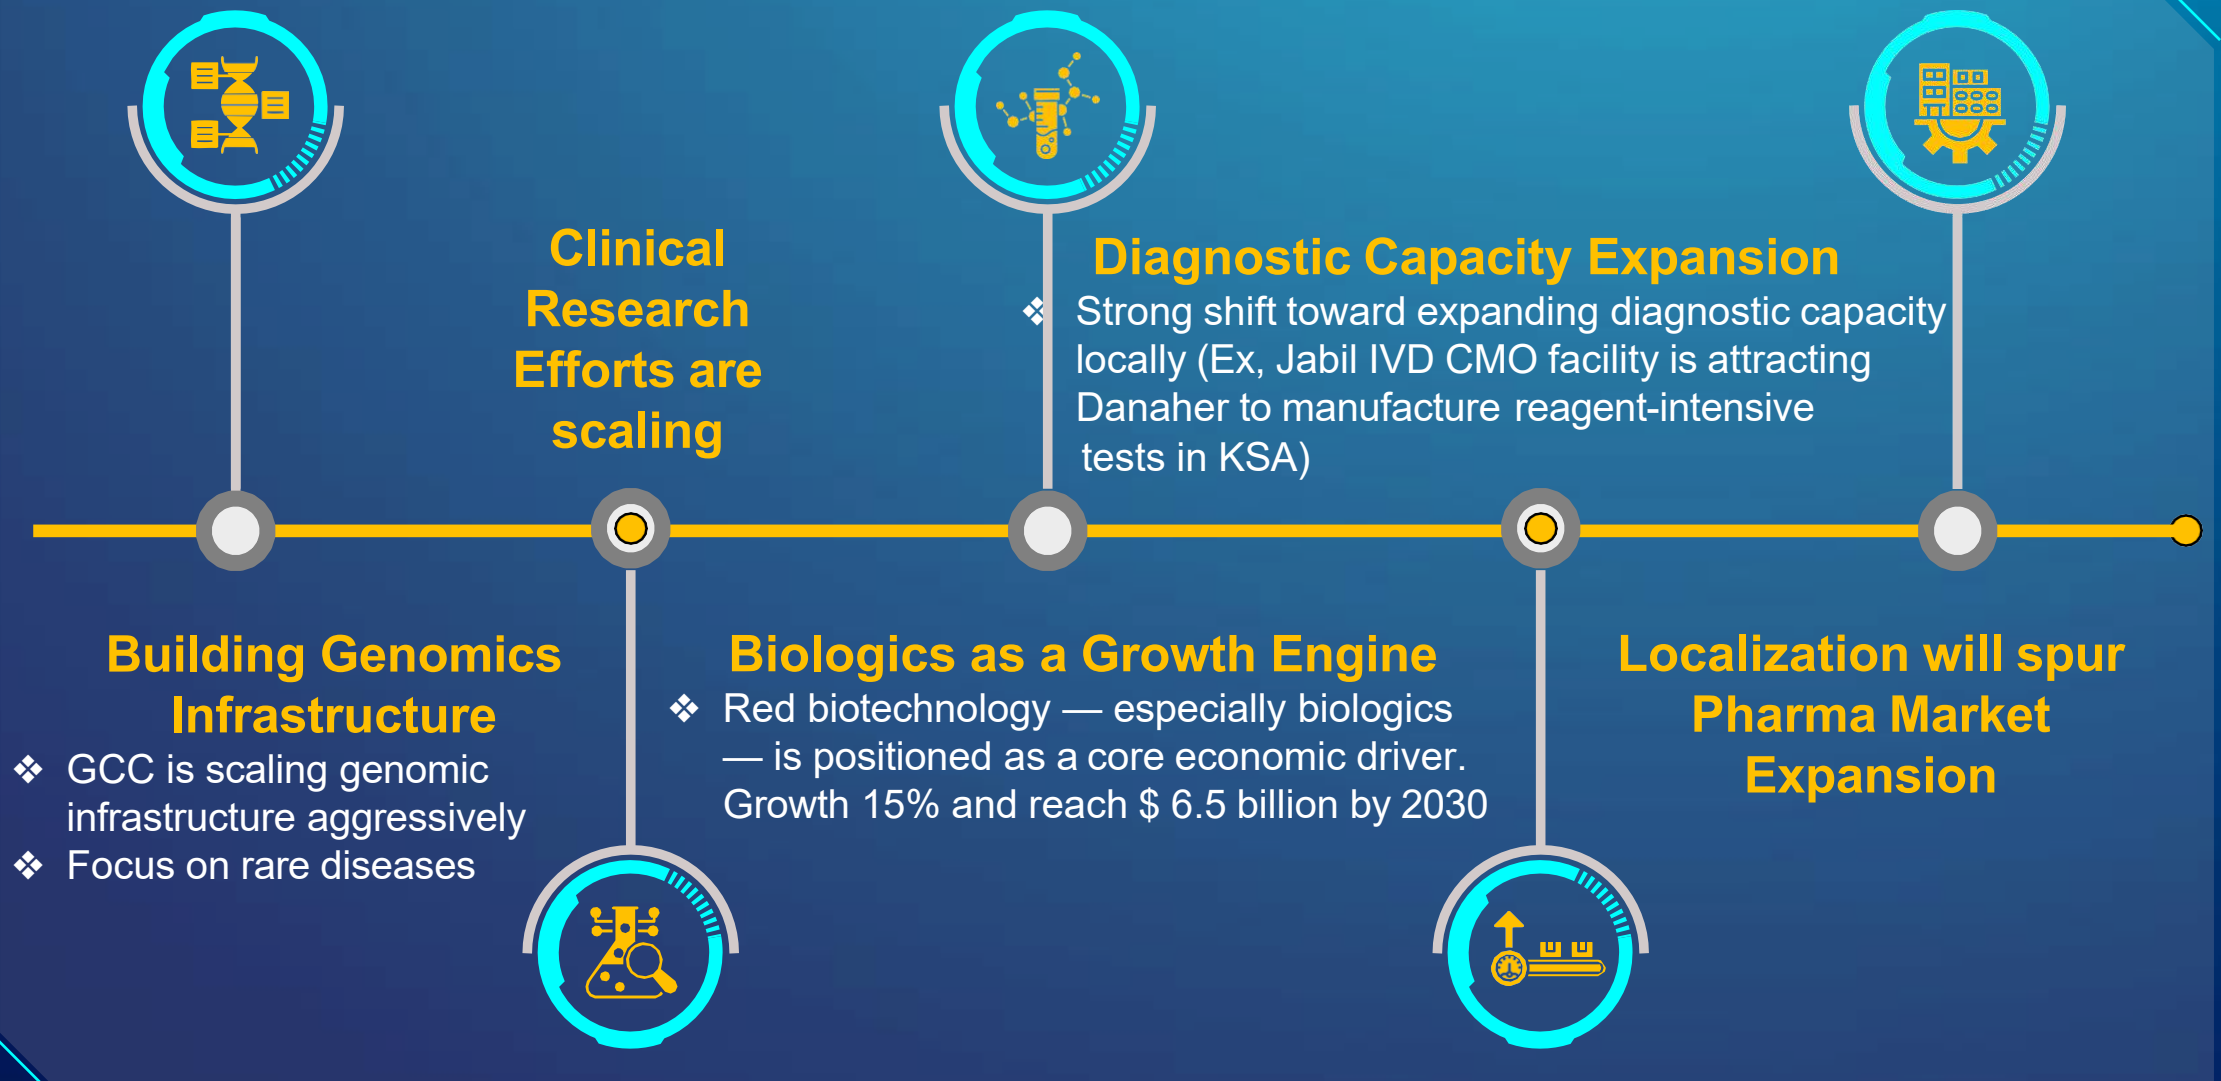 Clinical
Research
Efforts are
scaling
Diagnostic Capacity Expansion
❖ Strong shift toward expanding diagnostic capacity
locally (Ex, Jabil IVD CMO facility is attracting
Danaher to manufacture reagent-intensive
tests in KSA)
Building Genomics
Infrastructure
❖ GCC is scaling genomic
infrastructure aggressively
❖ Focus on rare diseases
Biologics as a Growth Engine
❖ Red biotechnology — especially biologics
— is positioned as a core economic driver.
Growth 15% and reach $ 6.5 billion by 2030
Localization will spur
Pharma Market
Expansion